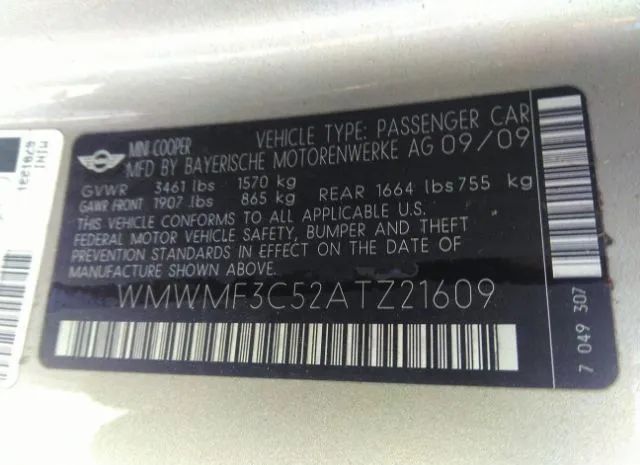 MINI COOPER VEHICLE TYPE: PASSENGER CAR
MFD BY BAYERISCHE MOTORENWERKE AG 09/09
GVWR 3461 lbs 1570 kg
GAWR FRONT 1907 lbs 865 kg REAR 1664 lbs 755 kg
THIS VEHICLE CONFORMS TO ALL APPLICABLE U.S.
FEDERAL MOTOR VEHICLE SAFETY, BUMPER AND THEFT
PREVENTION STANDARDS IN EFFECT ON THE DATE OF
MANUFACTURE.
WMWMF3C52ATZ21609
7 049 307
MINI